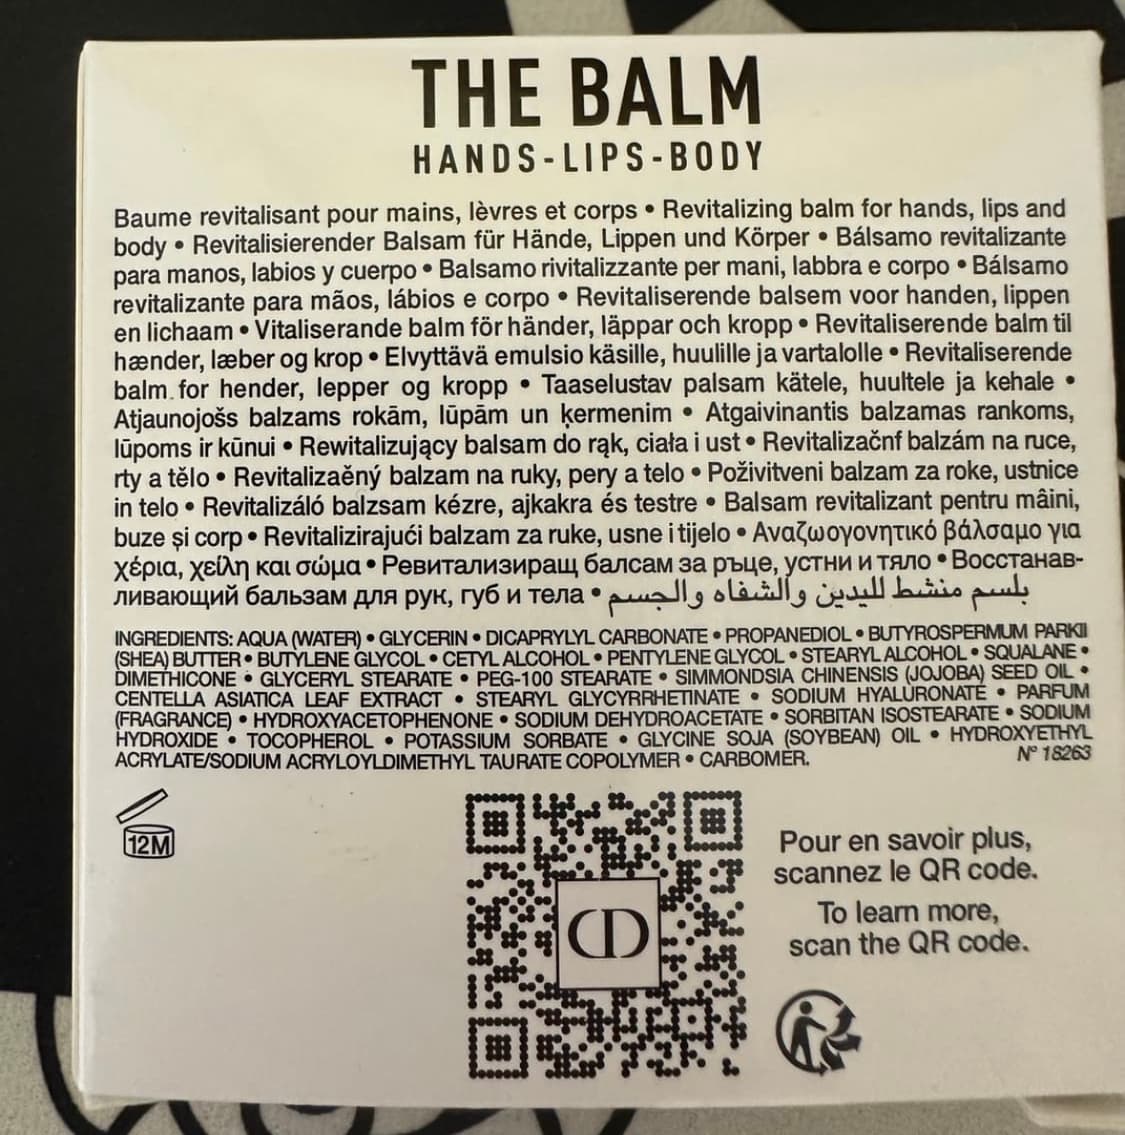 THE BALM
HANDS-LIPS-BODY
Baume revitalisant pour mains, lèvres et corps • Revitalizing balm for hands, lips and
body • Revitalisierender Balsam für Hände, Lippen und Körper • Bálsamo revitalizante
para manos, labios y cuerpo • Balsamo rivitalizzante per mani, labbra e corpo • Bálsamo
revitalizante para mãos, lábios e corpo • Revitaliserende balsem voor handen, lippen
en lichaam • Vitaliserande balm för händer, läppar och kropp • Revitaliserende balm til
hænder, læber og krop • Elvyttävä emulsio käsille, huulille ja vartalolle • Revitaliserende
balm for hender, lepper og kropp • Taaselustav palsam kätele, huultele ja kehale •
Atjaunojošs balzams rokām, lūpām un ķermenim • Atgaivinantis balzamas rankoms,
lūpoms ir kūnui • Rewitalizujący balsam do rąk, ciała i ust • Revitalizačnf balzám na ruce,
rty a tělo • Revitalizaěný balzam na ruky, pery a telo • Poživitveni balzam za roke, ustnice
in telo • Revitalizáló balzsam kézre, ajkakra és testre • Balsam revitalizant pentru mâini,
buze și corp • Revitalizirajući balzam za ruke, usne i tijelo • Αναζωογονητικό βάλσαμο για
χέρια, χείλη και σώμα • Ревитализиращ балсам за ръце, устни и тяло • Восстанав-
ливающий бальзам для рук, губ и тела • بلسم منشط لليدين والشفاه والجسم
INGREDIENTS: AQUA (WATER) • GLYCERIN • DICAPRYLYL CARBONATE • PROPANEDIOL • BUTYROSPERMUM PARKII
(SHEA) BUTTER • BUTYLENE GLYCOL • CETYL ALCOHOL • PENTYLENE GLYCOL • STEARYL ALCOHOL • SQUALANE •
DIMETHICONE • GLYCERYL STEARATE • PEG-100 STEARATE • SIMMONDSIA CHINENSIS (JOJOBA) SEED OIL •
CENTELLA ASIATICA LEAF EXTRACT • STEARYL GLYCYRRHETINATE • SODIUM HYALURONATE • PARFUM
(FRAGRANCE) • HYDROXYACETOPHENONE • SODIUM DEHYDROACETATE • SORBITAN ISOSTEARATE • SODIUM
HYDROXIDE • TOCOPHEROL • POTASSIUM SORBATE • GLYCINE SOJA (SOYBEAN) OIL • HYDROXYETHYL
ACRYLATE/SODIUM ACRYLOYLDIMETHYL TAURATE COPOLYMER • CARBOMER. N° 18263
12M
CD
Pour en savoir plus,
scannez le QR code.
To learn more,
scan the QR code.